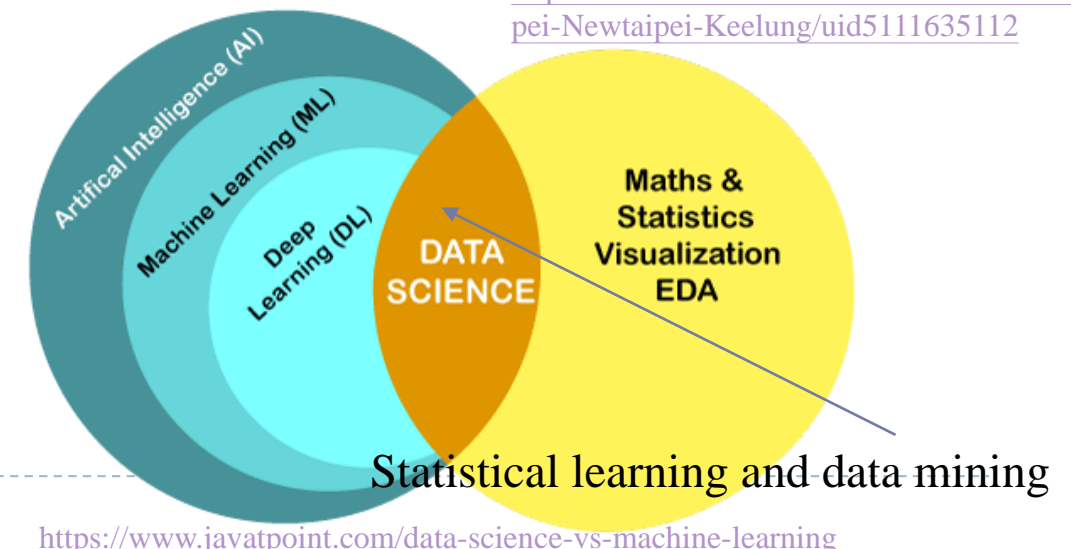 pei-Newtaipei-Keelung/uid5111635112
Artifical Intelligence (AI)
Machine Learning (ML)
Deep
Learning (DL)
DATA
SCIENCE
Maths &
Statistics
Visualization
EDA
Statistical learning and data mining
https://www.javatpoint.com/data-science-vs-machine-learning